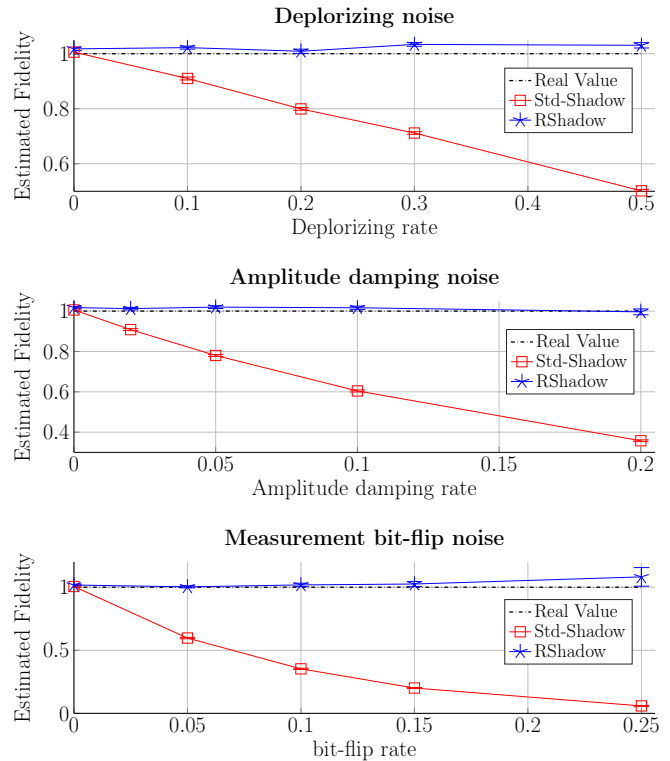 Deplorizing noise
Estimated Fidelity
1
0.8
0.6
0
0.1
0.2
0.3
0.4
0.5
Deplorizing rate
Real Value
Std-Shadow
RShadow
Amplitude damping noise
Estimated Fidelity
1
0.8
0.6
0.4
0
0.05
0.1
0.15
0.2
Amplitude damping rate
Real Value
Std-Shadow
RShadow
Measurement bit-flip noise
Estimated Fidelity
1
0.5
0
0
0.05
0.1
0.15
0.2
0.25
bit-flip rate
Real Value
Std-Shadow
RShadow